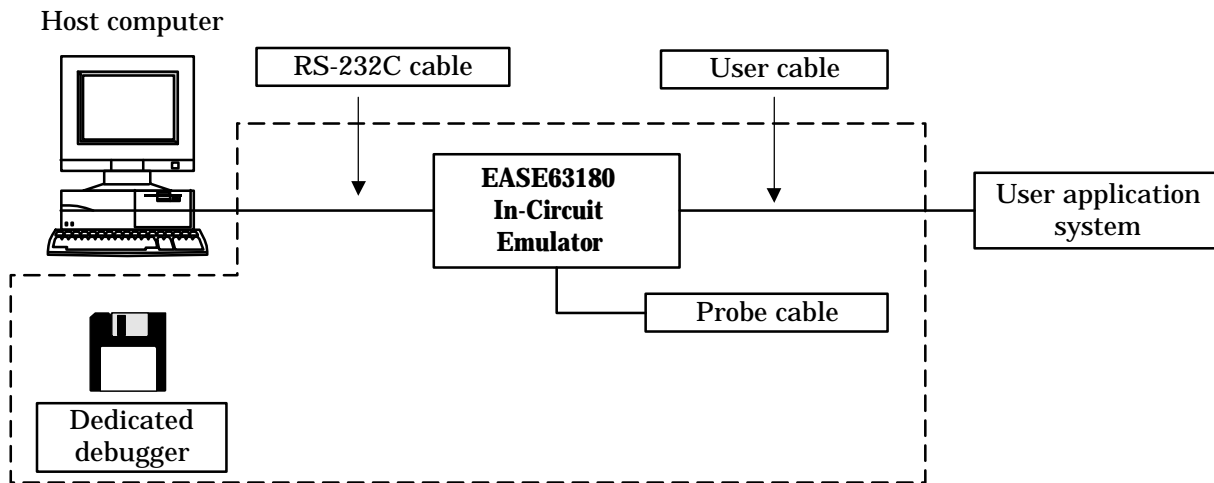 Host computer
RS-232C cable
User cable
EASE63180
In-Circuit
Emulator
User application
system
Probe cable
Dedicated
debugger